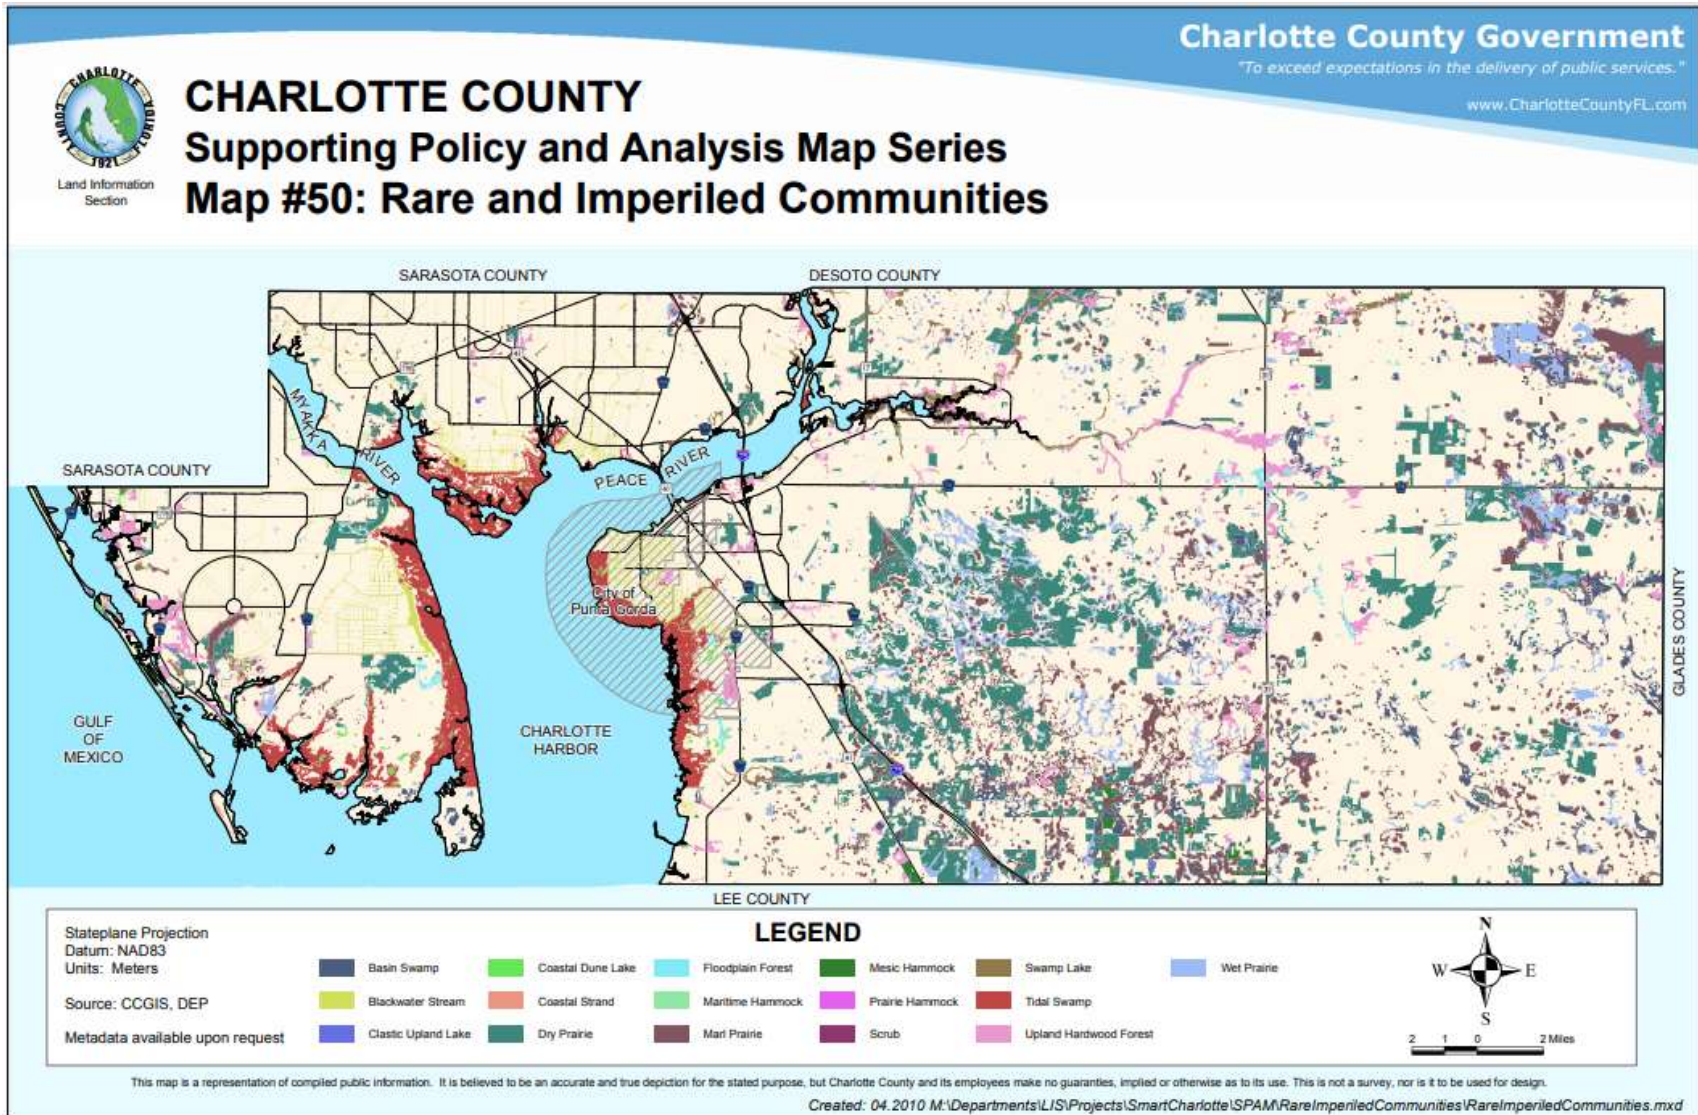 Charlotte County Government
"To exceed expectations in the delivery of public services."
www.CharlotteCountyFL.com
CHARLOTTE COUNTY FLORIDA
1921
Land Information
Section
CHARLOTTE COUNTY
Supporting Policy and Analysis Map Series
Map #50: Rare and Imperiled Communities
SARASOTA COUNTY
DESOTO COUNTY
MYAKKA
RIVER
SARASOTA COUNTY
PEACE
RIVER
City of
Punta Gorda
GLADES COUNTY
GULF
OF
MEXICO
CHARLOTTE
HARBOR
LEE COUNTY
LEGEND
Stateplane Projection
Datum: NAD83
Units: Meters
Source: CCGIS, DEP
Metadata available upon request
Basin Swamp
Coastal Dune Lake
Floodplain Forest
Mesic Hammock
Swamp Lake
Wet Prairie
Blackwater Stream
Coastal Strand
Maritime Hammock
Prairie Hammock
Tidal Swamp
Clastic Upland Lake
Dry Prairie
Marl Prairie
Scrub
Upland Hardwood Forest
N
W
E
S
2 1 0 2 Miles
This map is a representation of compiled public information. It is believed to be an accurate and true depiction for the stated purpose, but Charlotte County and its employees make no guaranties, implied or otherwise as to its use. This is not a survey, nor is it to be used for design.
Created: 04.2010 M:\Departments\LIS\Projects\SmartCharlotte\SPAM\RareImperiledCommunities\RareImperiledCommunities.mxd